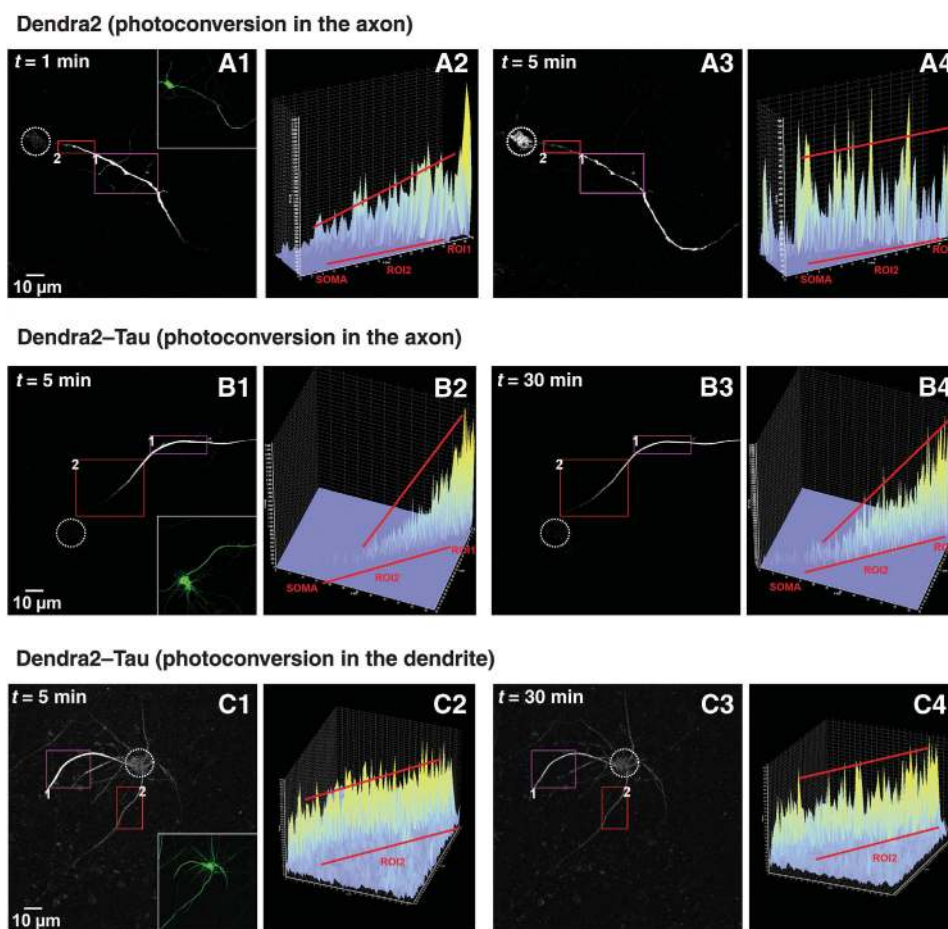 Dendra2 (photoconversion in the axon)
t = 1 min A1 A2 t = 5 min A3 A4
2 1 2 1
10 µm SOMA ROI2 ROI1 SOMA ROI2 RO
Dendra2–Tau (photoconversion in the axon)
t = 5 min B1 B2 t = 30 min B3 B4
1 1
2 2
10 µm SOMA ROI2 ROI1 SOMA ROI2 RO
Dendra2–Tau (photoconversion in the dendrite)
t = 5 min C1 C2 t = 30 min C3 C4
1 2 1 2
10 µm ROI2 ROI2